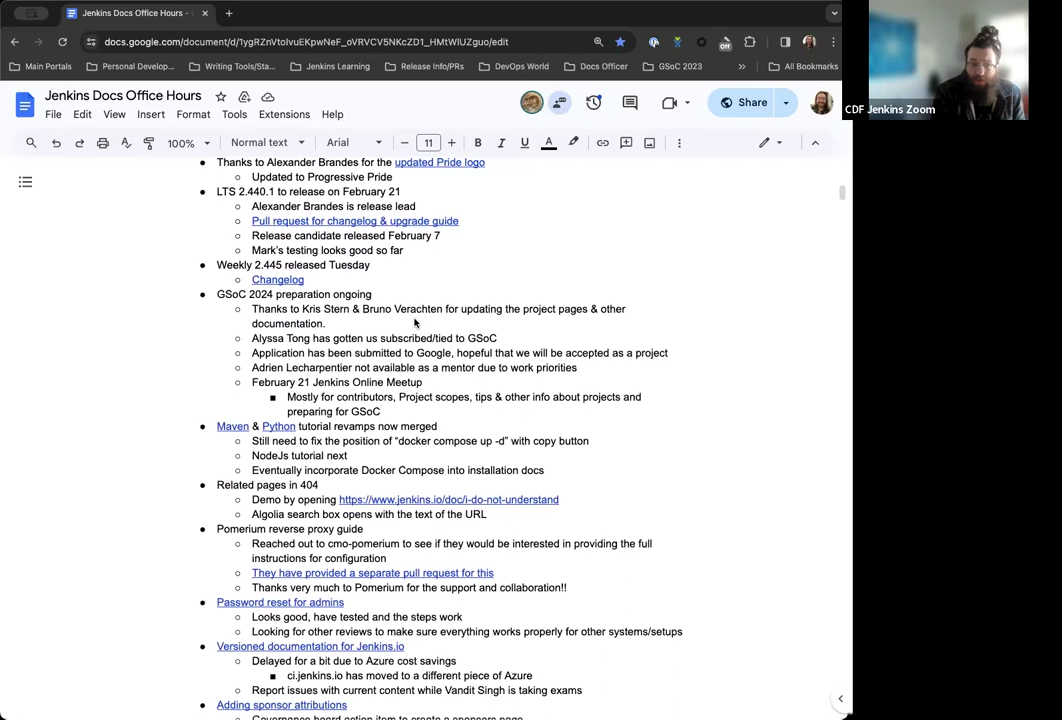 Jenkins Docs Office Hours -
docs.google.com/document/d/1ygRZnVtoIvuEKpwNeF_oVRVCV5NKcZD1_HMtWlUZguo/edit
Off
Main Portals
Personal Develop...
Writing Tools/Sta...
Jenkins Learning
Release Info/PRs
DevOps World
Docs Officer
GSoC 2023
All Bookmarks
CDF Jenkins Zoom
Jenkins Docs Office Hours
Share
File Edit View Insert Format Tools Extensions Help
100% Normal text Arial 11 B I U A
Thanks to Alexander Brandes for the updated Pride logo
Updated to Progressive Pride
LTS 2.440.1 to release on February 21
Alexander Brandes is release lead
Pull request for changelog & upgrade guide
Release candidate released February 7
Mark's testing looks good so far
Weekly 2.445 released Tuesday
Changelog
GSoC 2024 preparation ongoing
Thanks to Kris Stern & Bruno Verachten for updating the project pages & other
documentation.
Alyssa Tong has gotten us subscribed/tied to GSoC
Application has been submitted to Google, hopeful that we will be accepted as a project
Adrien Lecharpentier not available as a mentor due to work priorities
February 21 Jenkins Online Meetup
Mostly for contributors, Project scopes, tips & other info about projects and
preparing for GSoC
Maven & Python tutorial revamps now merged
Still need to fix the position of "docker compose up -d" with copy button
NodeJs tutorial next
Eventually incorporate Docker Compose into installation docs
Related pages in 404
Demo by opening https://www.jenkins.io/doc/i-do-not-understand
Algolia search box opens with the text of the URL
Pomerium reverse proxy guide
Reached out to cmo-pomerium to see if they would be interested in providing the full
instructions for configuration
They have provided a separate pull request for this
Thanks very much to Pomerium for the support and collaboration!!
Password reset for admins
Looks good, have tested and the steps work
Looking for other reviews to make sure everything works properly for other systems/setups
Versioned documentation for Jenkins.io
Delayed for a bit due to Azure cost savings
ci.jenkins.io has moved to a different piece of Azure
Report issues with current content while Vandit Singh is taking exams
Adding sponsor attributions
Governance board action item to create a sponsors page